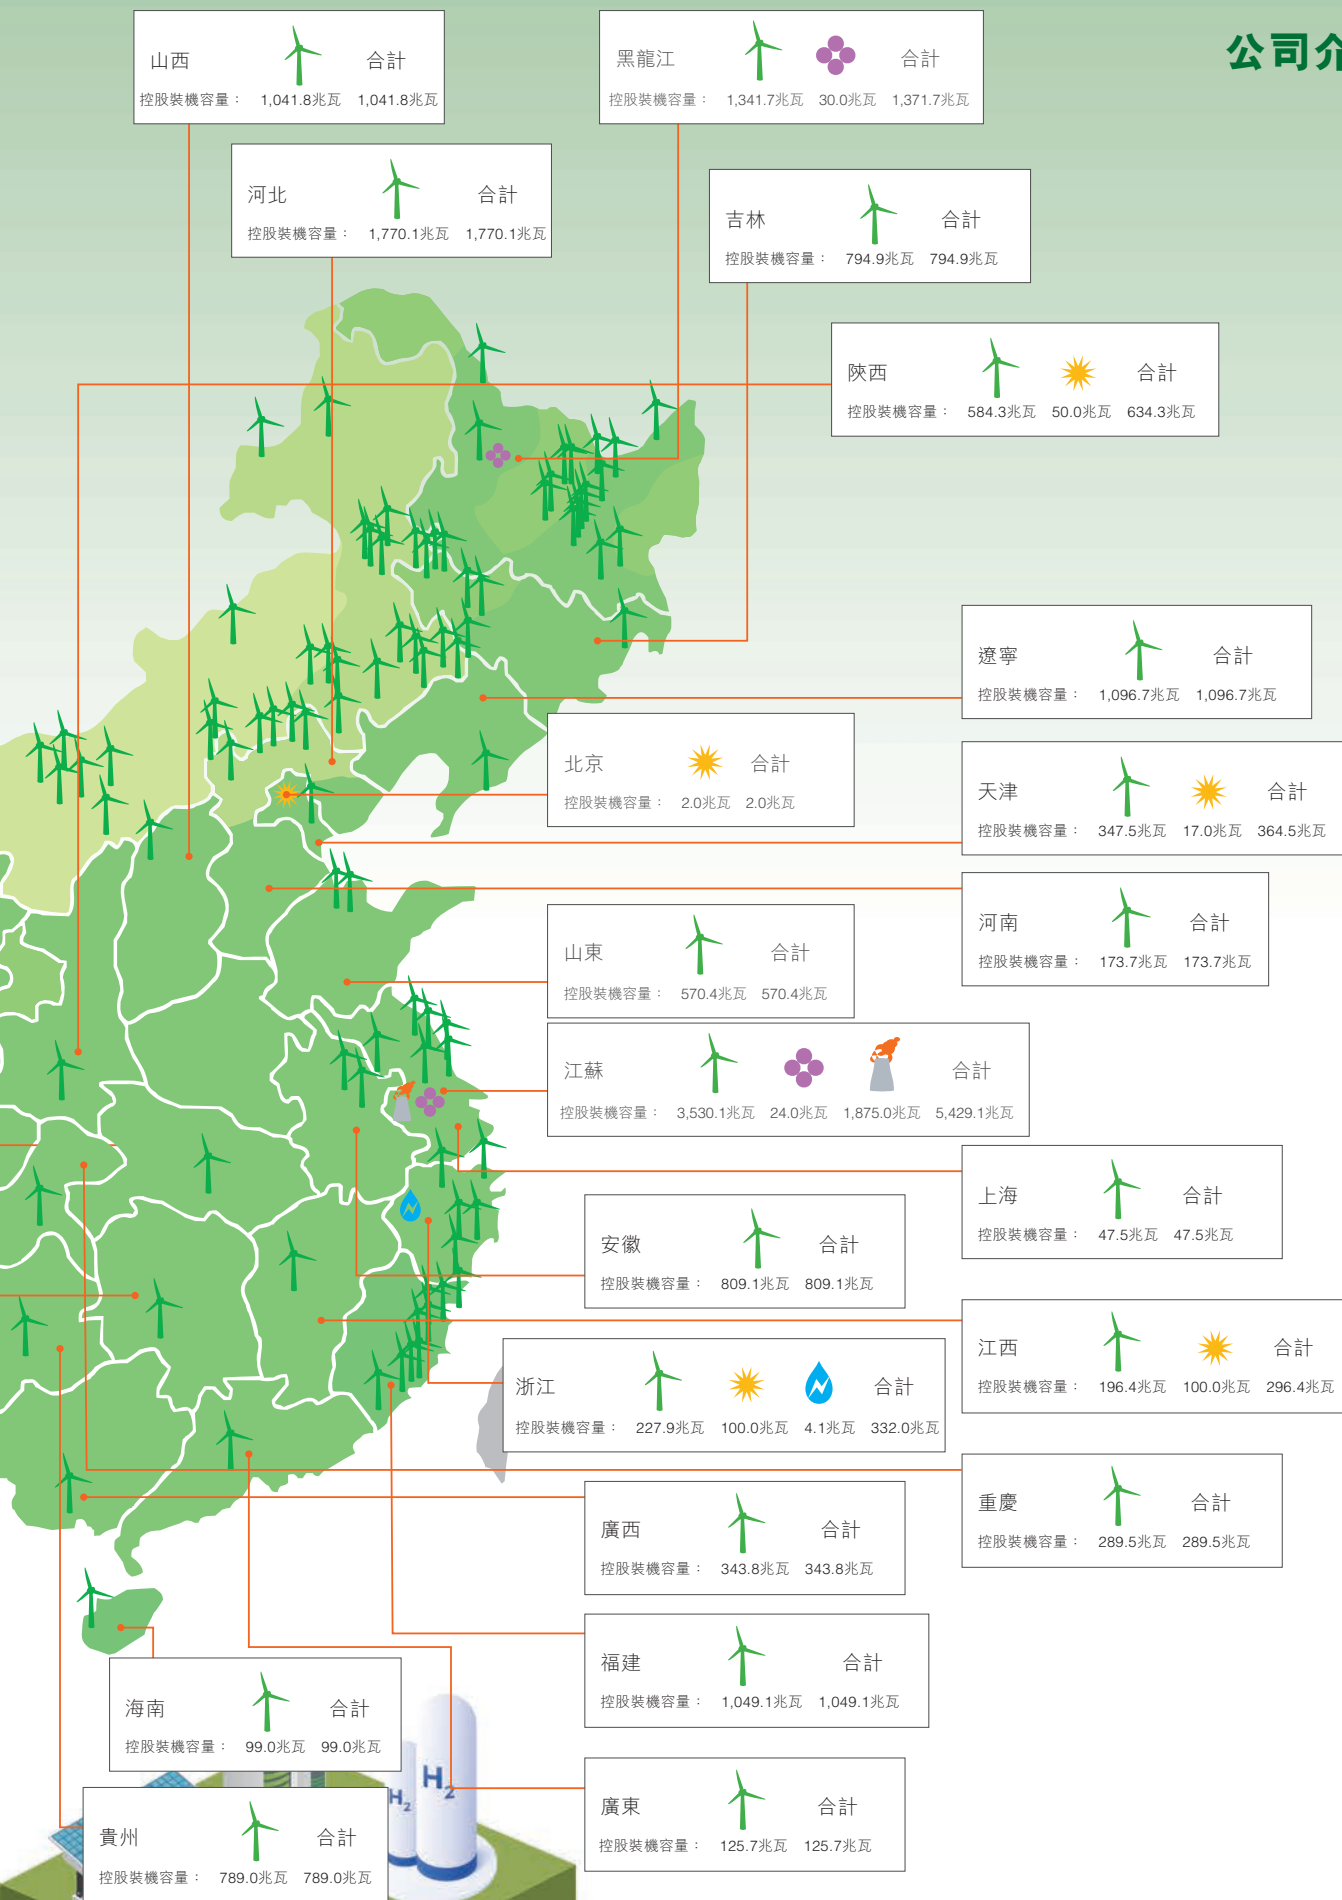 公司介
山西 合計
控股裝機容量： 1,041.8兆瓦 1,041.8兆瓦
黑龍江 合計
控股裝機容量： 1,341.7兆瓦 30.0兆瓦 1,371.7兆瓦
河北 合計
控股裝機容量： 1,770.1兆瓦 1,770.1兆瓦
吉林 合計
控股裝機容量： 794.9兆瓦 794.9兆瓦
陝西 合計
控股裝機容量： 584.3兆瓦 50.0兆瓦 634.3兆瓦
遼寧 合計
控股裝機容量： 1,096.7兆瓦 1,096.7兆瓦
北京 合計
控股裝機容量： 2.0兆瓦 2.0兆瓦
天津 合計
控股裝機容量： 347.5兆瓦 17.0兆瓦 364.5兆瓦
河南 合計
控股裝機容量： 173.7兆瓦 173.7兆瓦
山東 合計
控股裝機容量： 570.4兆瓦 570.4兆瓦
江蘇 合計
控股裝機容量： 3,530.1兆瓦 24.0兆瓦 1,875.0兆瓦 5,429.1兆瓦
上海 合計
控股裝機容量： 47.5兆瓦 47.5兆瓦
安徽 合計
控股裝機容量： 809.1兆瓦 809.1兆瓦
江西 合計
控股裝機容量： 196.4兆瓦 100.0兆瓦 296.4兆瓦
浙江 合計
控股裝機容量： 227.9兆瓦 100.0兆瓦 4.1兆瓦 332.0兆瓦
重慶 合計
控股裝機容量： 289.5兆瓦 289.5兆瓦
廣西 合計
控股裝機容量： 343.8兆瓦 343.8兆瓦
福建 合計
控股裝機容量： 1,049.1兆瓦 1,049.1兆瓦
海南 合計
控股裝機容量： 99.0兆瓦 99.0兆瓦
H2
H2
廣東 合計
控股裝機容量： 125.7兆瓦 125.7兆瓦
貴州 合計
控股裝機容量： 789.0兆瓦 789.0兆瓦